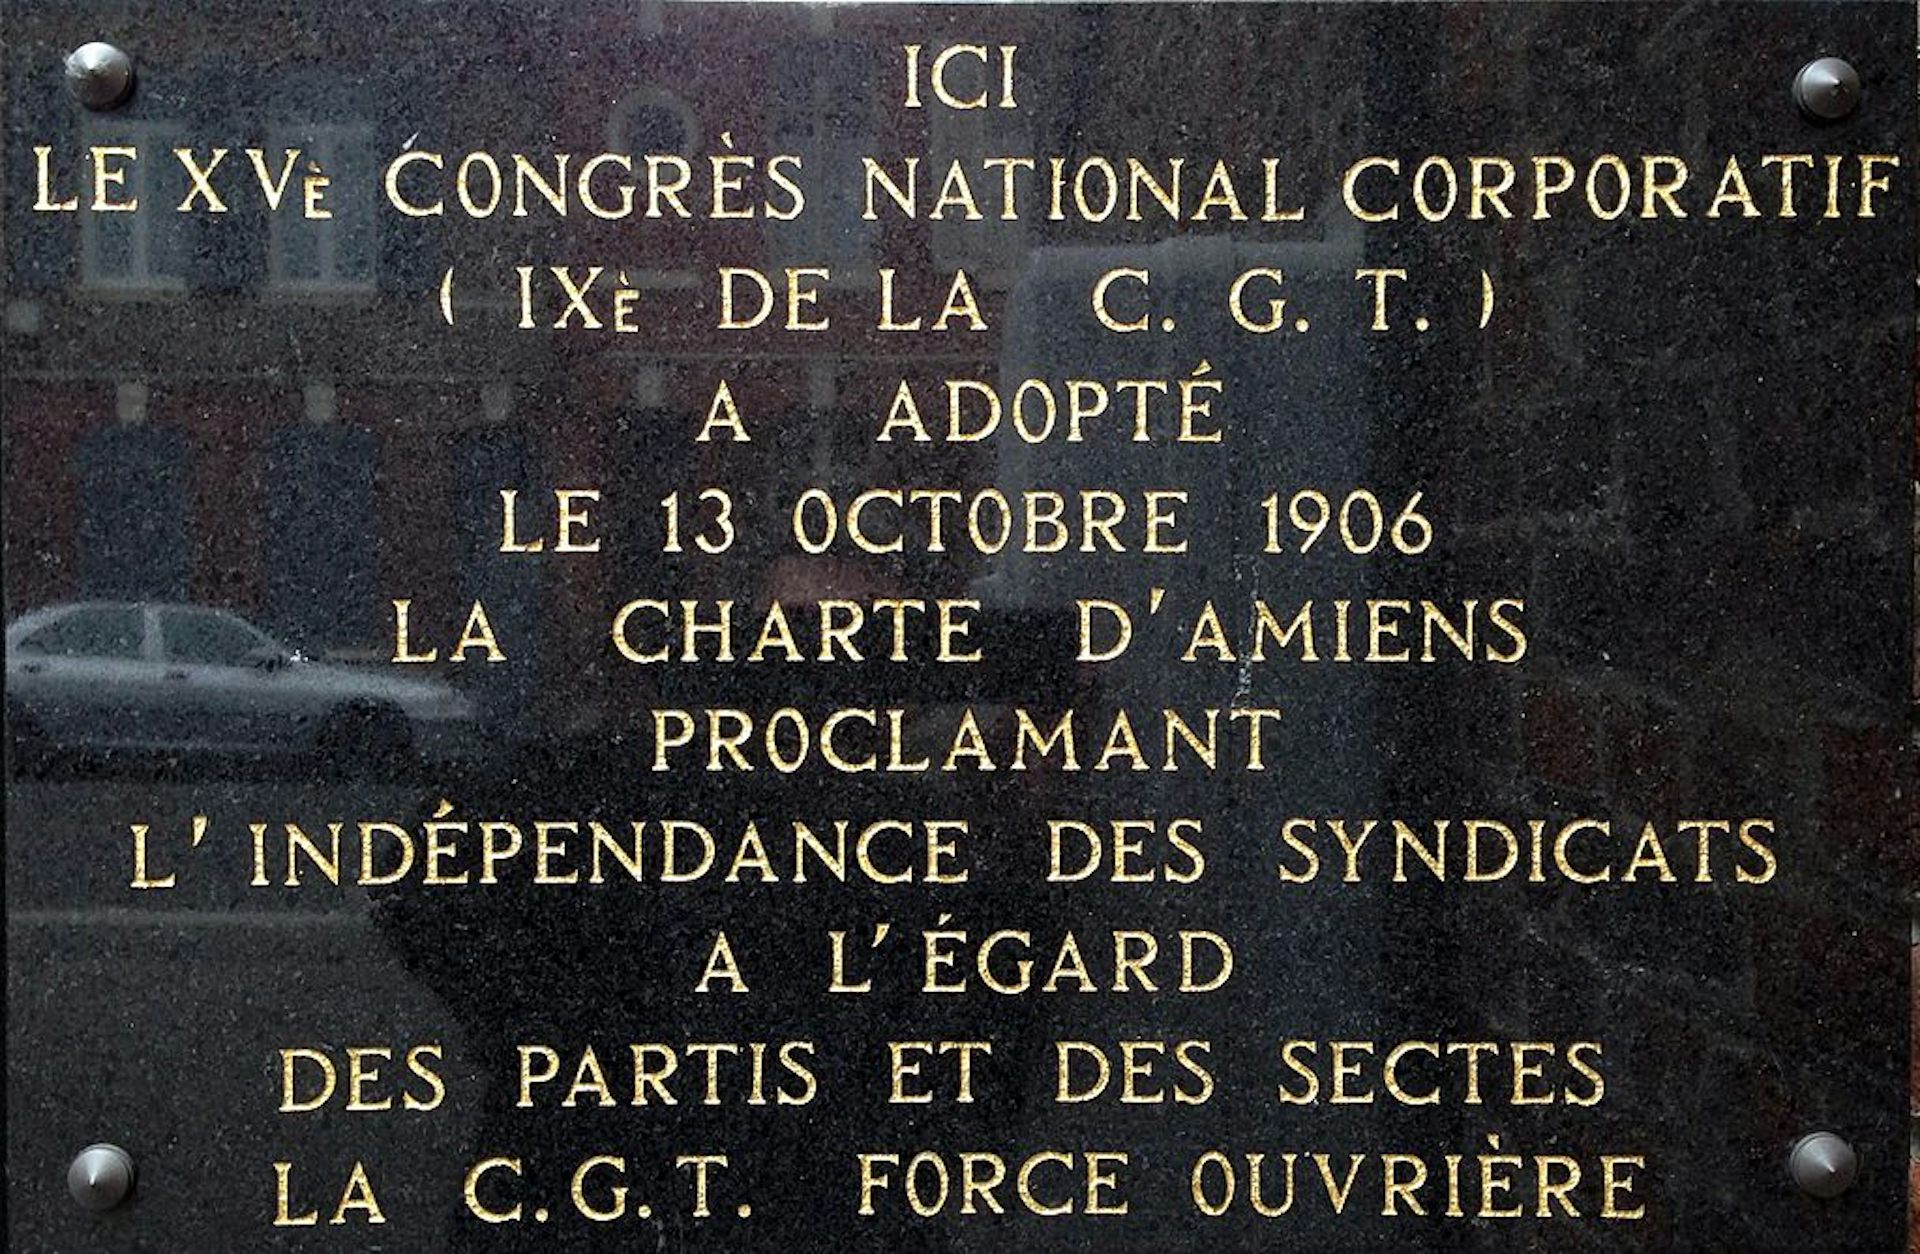 ICI
LE XVÈ CONGRÈS NATIONAL CORPORATIF
( IXÈ DE LA C. G. T. )
A ADOPTÉ
LE 13 OCTOBRE 1906
LA CHARTE D'AMIENS
PROCLAMANT
L'INDÉPENDANCE DES SYNDICATS
A L'ÉGARD
DES PARTIS ET DES SECTES
LA C.G.T. FORCE OUVRIÈRE